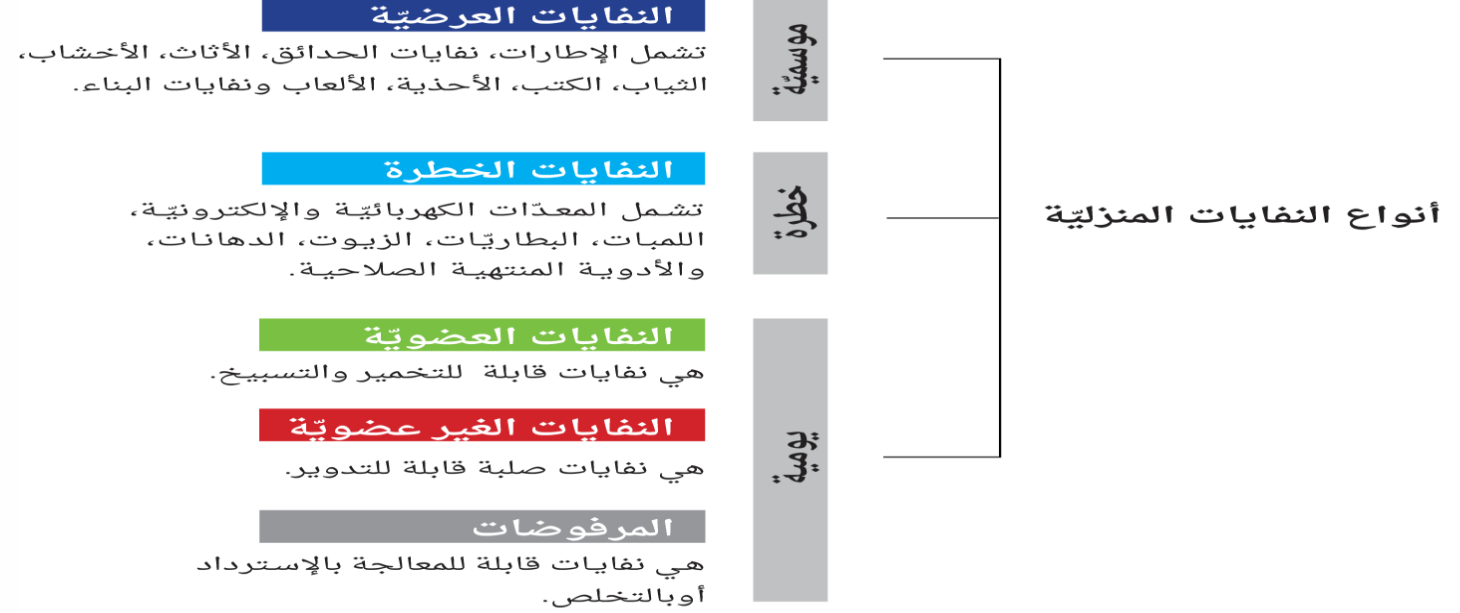 أنواع النفايات المنزليّة
موسميّة
النفايات العرضيّة
تشمل الإطارات، نفايات الحدائق، الأثاث، الأخشاب،
الثياب، الكتب، الأحذية، الألعاب ونفايات البناء.
خطرة
النفايات الخطرة
تشمل المعدّات الكهربائيّة والإلكترونيّة،
اللمبات، البطاريّات، الزيوت، الدهانات،
والأدوية المنتهية الصلاحية.
يومية
النفايات العضويّة
هي نفايات قابلة للتخمير والتسبيخ.
النفايات الغير عضويّة
هي نفايات صلبة قابلة للتدوير.
المرفوضات
هي نفايات قابلة للمعالجة بالإسترداد
أوبالتخلص.